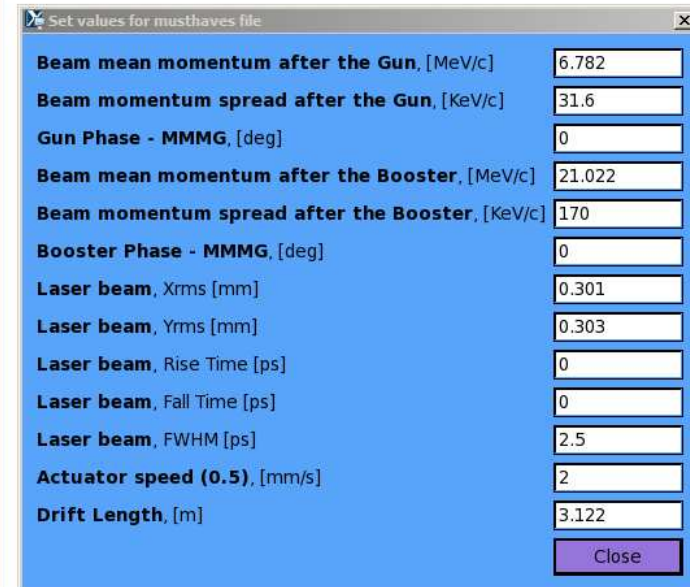 Set values for musthaves file
Beam mean momentum after the Gun, [MeV/c] 6.782
Beam momentum spread after the Gun, [KeV/c] 31.6
Gun Phase - MMMG, [deg] 0
Beam mean momentum after the Booster, [MeV/c] 21.022
Beam momentum spread after the Booster, [KeV/c] 170
Booster Phase - MMMG, [deg] 0
Laser beam, Xrms [mm] 0.301
Laser beam, Yrms [mm] 0.303
Laser beam, Rise Time [ps] 0
Laser beam, Fall Time [ps] 0
Laser beam, FWHM [ps] 2.5
Actuator speed (0.5), [mm/s] 2
Drift Length, [m] 3.122
Close